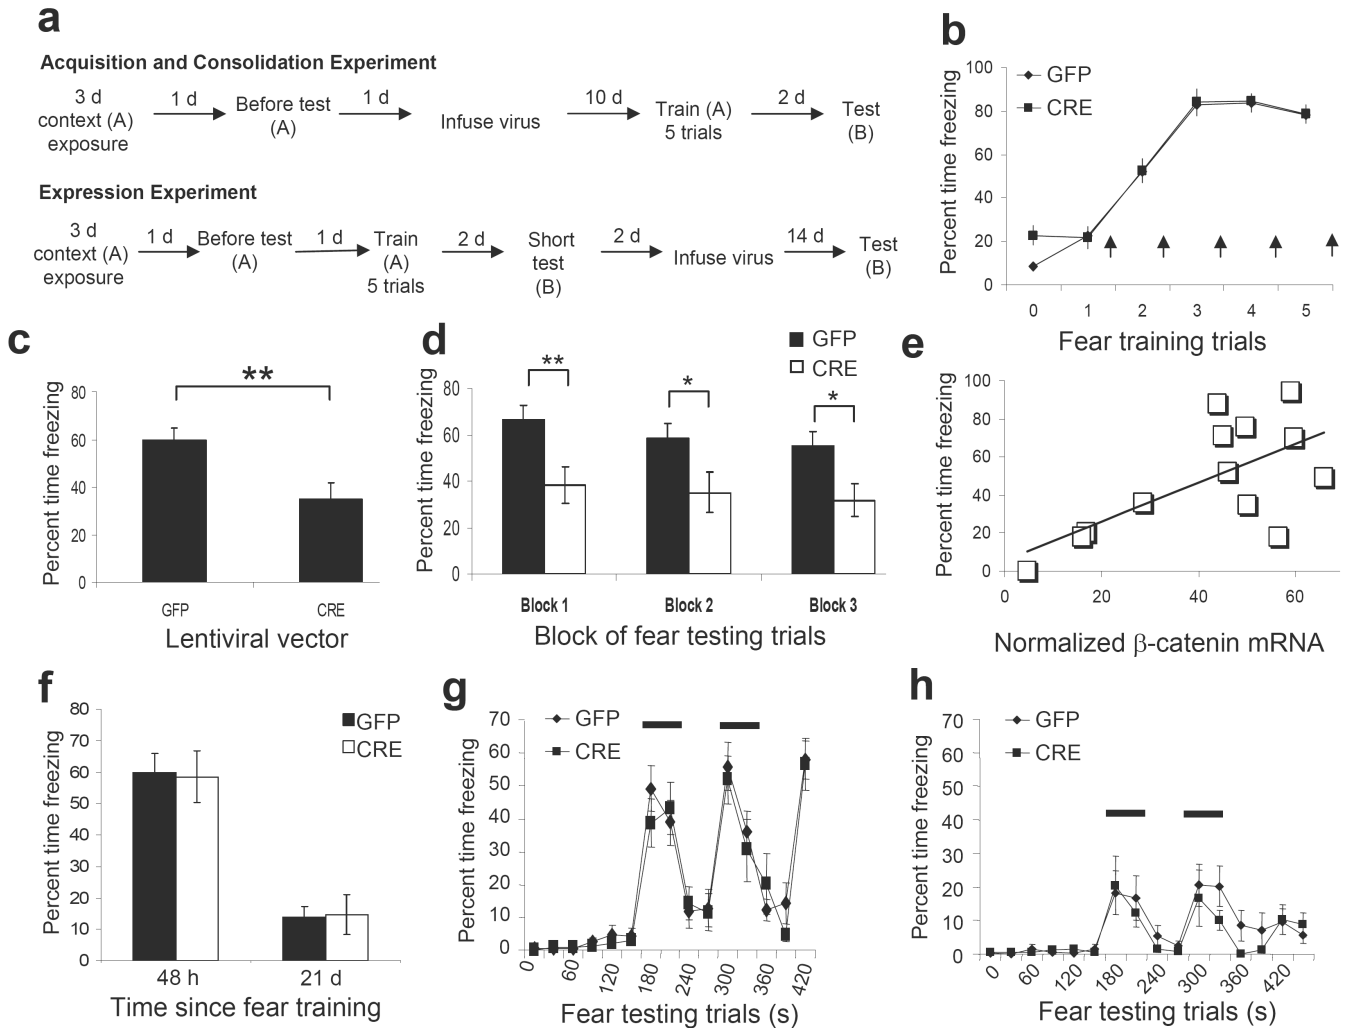 a
Acquisition and Consolidation Experiment
3 d
context (A)
exposure
1 d
Before test
(A)
1 d
Infuse virus
10 d
Train (A)
5 trials
2 d
Test
(B)
Expression Experiment
3 d
context (A)
exposure
1 d
Before test
(A)
1 d
Train
(A)
5 trials
2 d
Short
test
(B)
2 d
Infuse virus
14 d
Test
(B)
b
Percent time freezing
100
80
60
40
20
0
GFP
CRE
0 1 2 3 4 5
Fear training trials
c
Percent time freezing
80
60
40
20
0
**
GFP CRE
Lentiviral vector
d
Percent time freezing
80
60
40
20
0
GFP
CRE
** * *
Block 1 Block 2 Block 3
Block of fear testing trials
e
Percent time freezing
100
80
60
40
20
0
0 20 40 60
Normalized β-catenin mRNA
f
Percent time freezing
80
70
60
50
40
30
20
10
0
GFP
CRE
48 h 21 d
Time since fear training
g
Percent time freezing
70
60
50
40
30
20
10
0
GFP
CRE
0 60 120 180 240 300 360 420
Fear testing trials (s)
h
Percent time freezing
70
60
50
40
30
20
10
0
GFP
CRE
0 60 120 180 240 300 360 420
Fear testing trials (s)